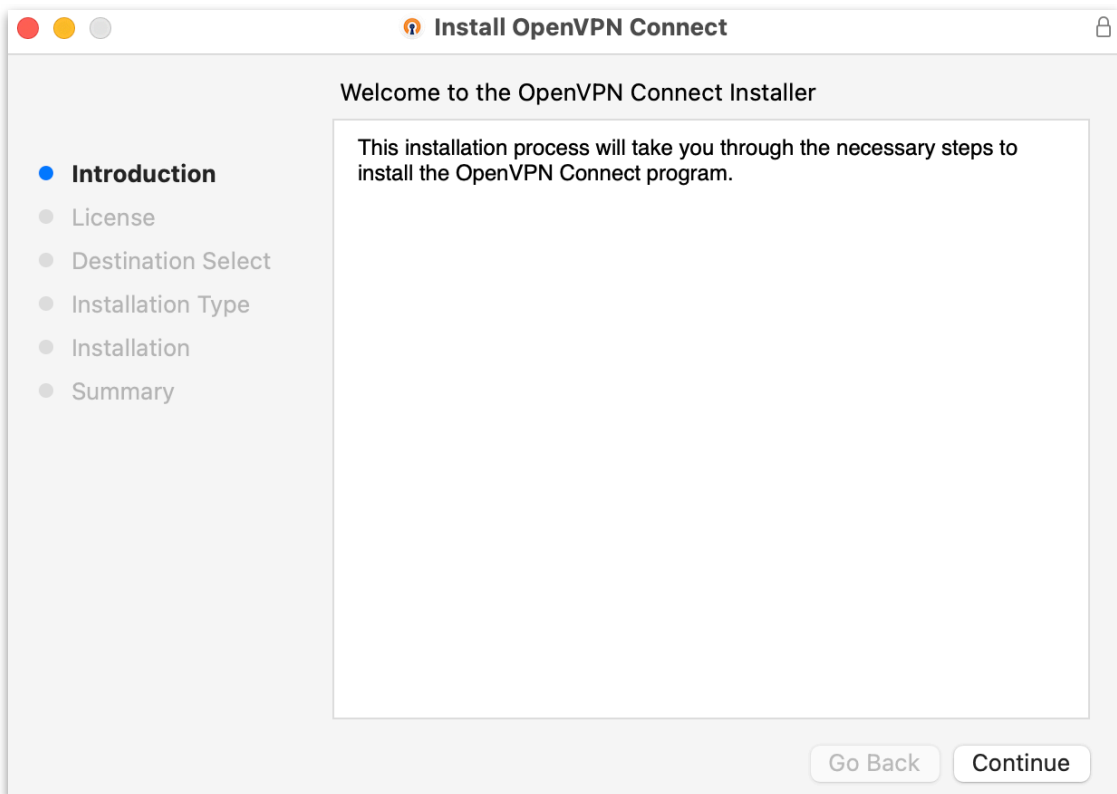 Install OpenVPN Connect
Welcome to the OpenVPN Connect Installer
Introduction
License
Destination Select
Installation Type
Installation
Summary
This installation process will take you through the necessary steps to
install the OpenVPN Connect program.
Go Back
Continue